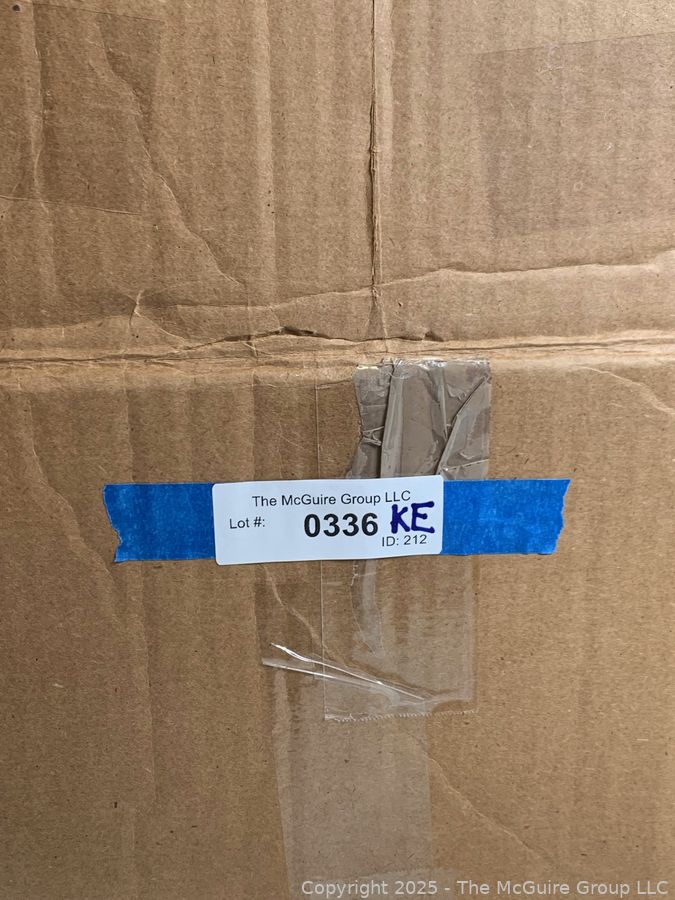 The McGuire Group LLC
Lot #: 0336 KE
ID: 212
Copyright 2025 - The McGuire Group LLC